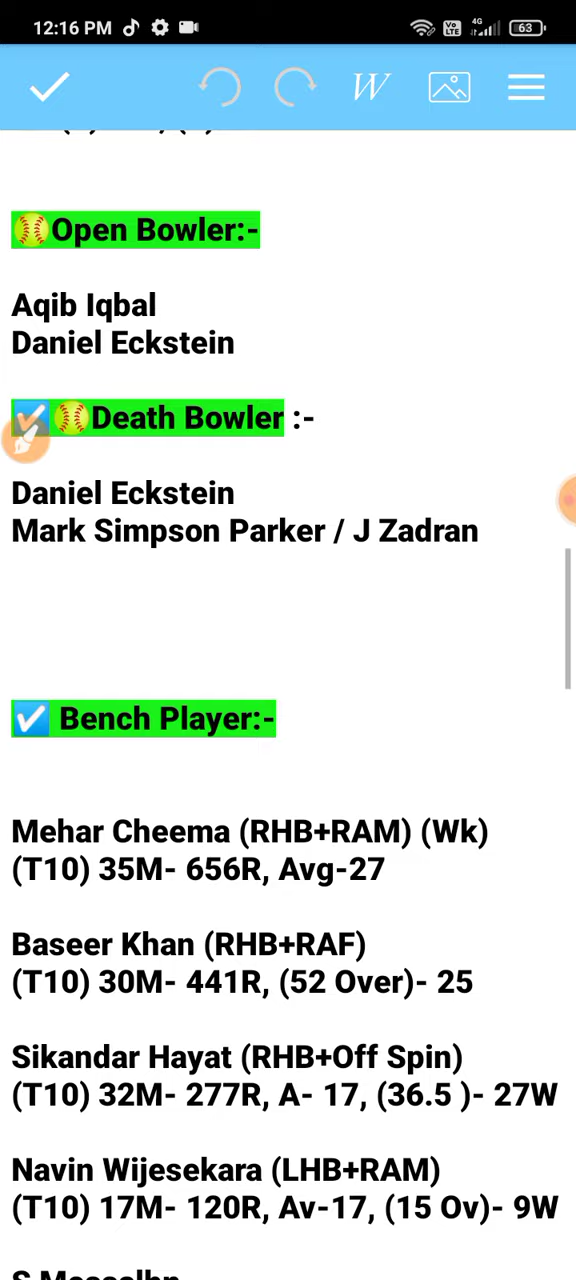 12:16 PM
4G
Vo LTE
63
W
Open Bowler:-
Aqib Iqbal
Daniel Eckstein
Death Bowler :-
Daniel Eckstein
Mark Simpson Parker / J Zadran
Bench Player:-
Mehar Cheema (RHB+RAM) (Wk)
(T10) 35M- 656R, Avg-27
Baseer Khan (RHB+RAF)
(T10) 30M- 441R, (52 Over)- 25
Sikandar Hayat (RHB+Off Spin)
(T10) 32M- 277R, A- 17, (36.5 )- 27W
Navin Wijesekara (LHB+RAM)
(T10) 17M- 120R, Av-17, (15 Ov)- 9W